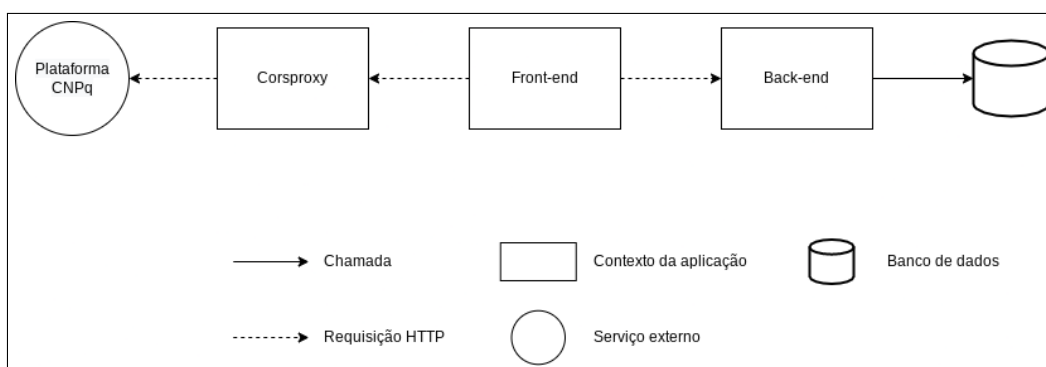 Plataforma
CNPq
Corsproxy
Front-end
Back-end
Chamada
Contexto da aplicação
Banco de dados
Requisição HTTP
Serviço externo